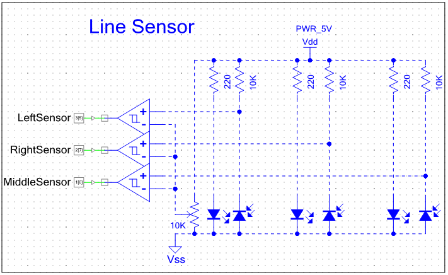 Line Sensor
PWR_5V
Vdd
220
10K
220
10K
220
10K
LeftSensor
+
-
RightSensor
+
-
MiddleSensor
+
-
10K
Vss